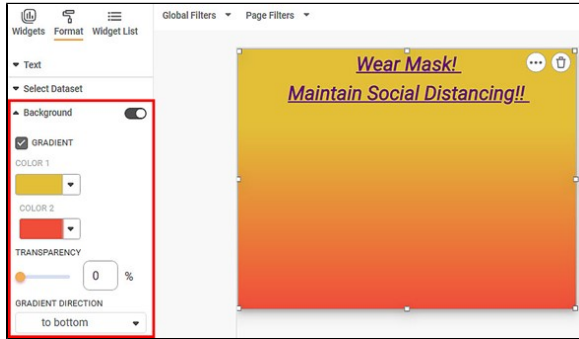 Widgets Format Widget List
Global Filters Page Filters
Text
Select Dataset
Background
GRADIENT
COLOR 1
COLOR 2
TRANSPARENCY
0 %
GRADIENT DIRECTION
to bottom
Wear Mask!
Maintain Social Distancing!!